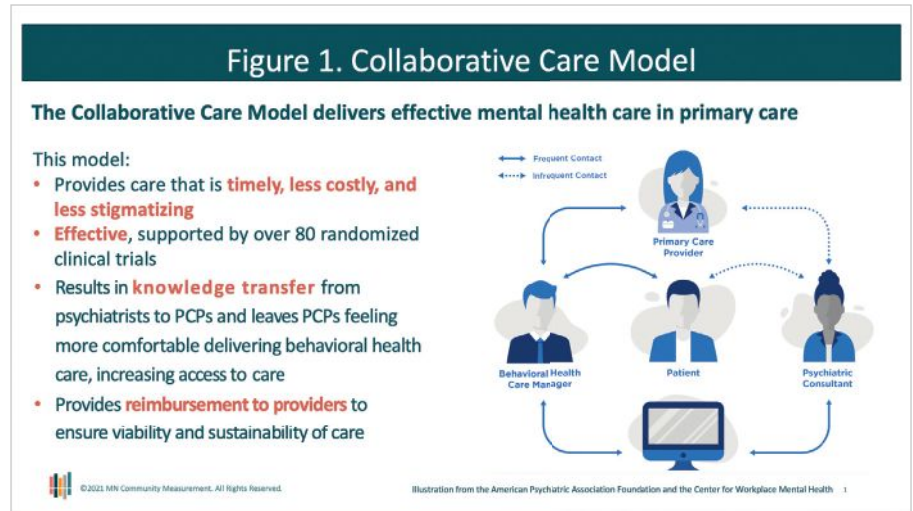 Figure 1. Collaborative Care Model
The Collaborative Care Model delivers effective mental health care in primary care
This model:
• Provides care that is timely, less costly, and
less stigmatizing
• Effective, supported by over 80 randomized
clinical trials
• Results in knowledge transfer from
psychiatrists to PCPs and leaves PCPs feeling
more comfortable delivering behavioral health
care, increasing access to care
• Provides reimbursement to providers to
ensure viability and sustainability of care
Frequent Contact
Infrequent Contact
Primary Care
Provider
Behavioral Health
Care Manager
Patient
Psychiatric
Consultant
©2021 MN Community Measurement. All Rights Reserved.
Illustration from the American Psychiatric Association Foundation and the Center for Workplace Mental Health 1